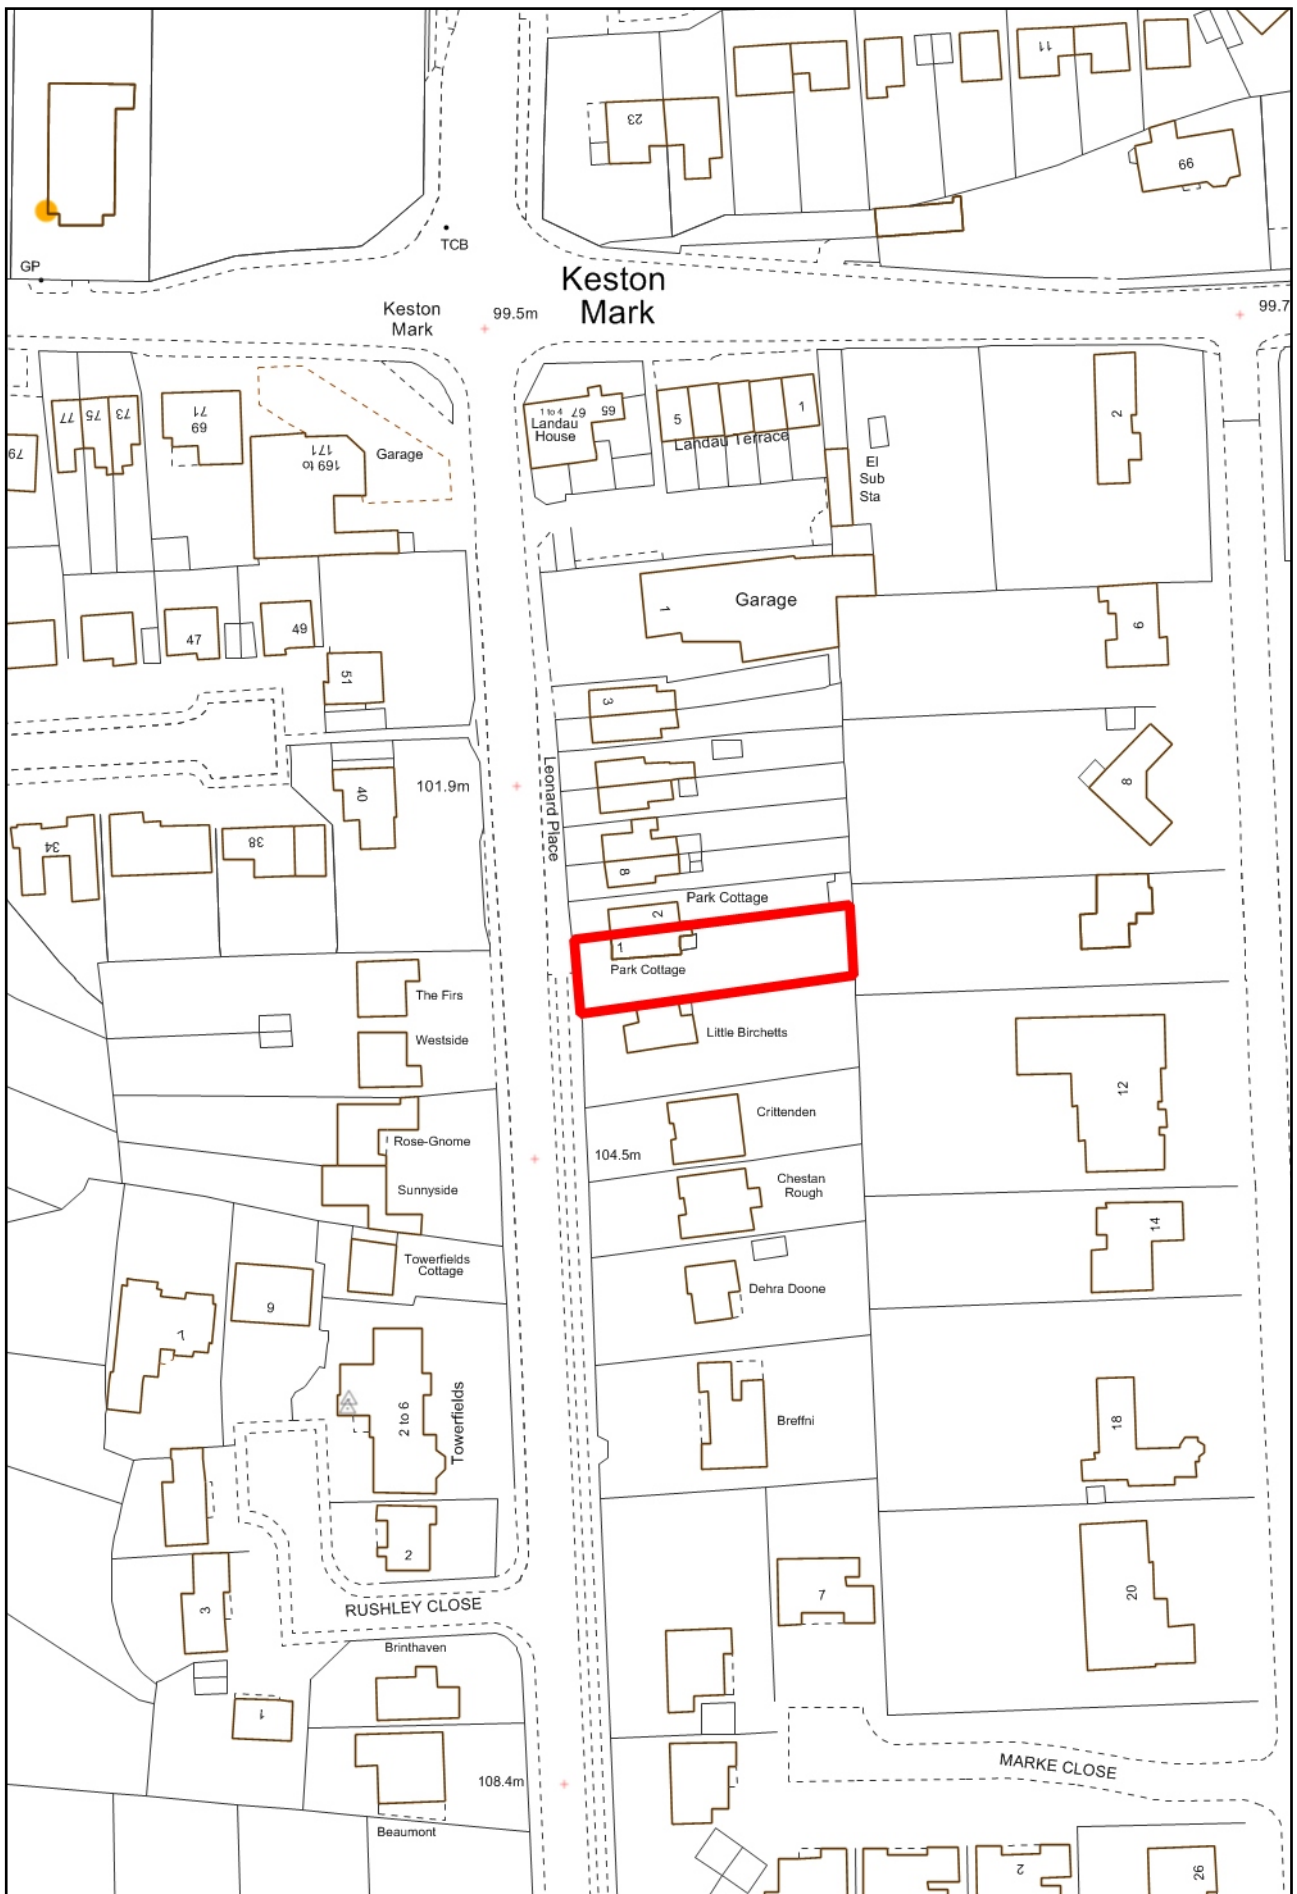 11
23
66
TCB
GP
Keston
Mark
Keston
Mark
99.5m
99.7
77
75
73
71
69
79
169 to
171
Garage
1 to 4
67
65
Landau
House
5
1
Landau Terrace
El
Sub
Sta
2
1
Garage
47
49
51
6
3
Leonard Place
101.9m
40
8
34
38
8
Park Cottage
2
1
Park Cottage
The Firs
Westside
Little Birchetts
12
Crittenden
Rose-Gnome
104.5m
Chestan
Rough
Sunnyside
14
Towerfields
Cottage
Dehra Doone
9
7
2 to 6
Towerfields
Breffni
18
2
7
20
3
RUSHLEY CLOSE
Brinthaven
1
MARKE CLOSE
108.4m
Beaumont
2
26